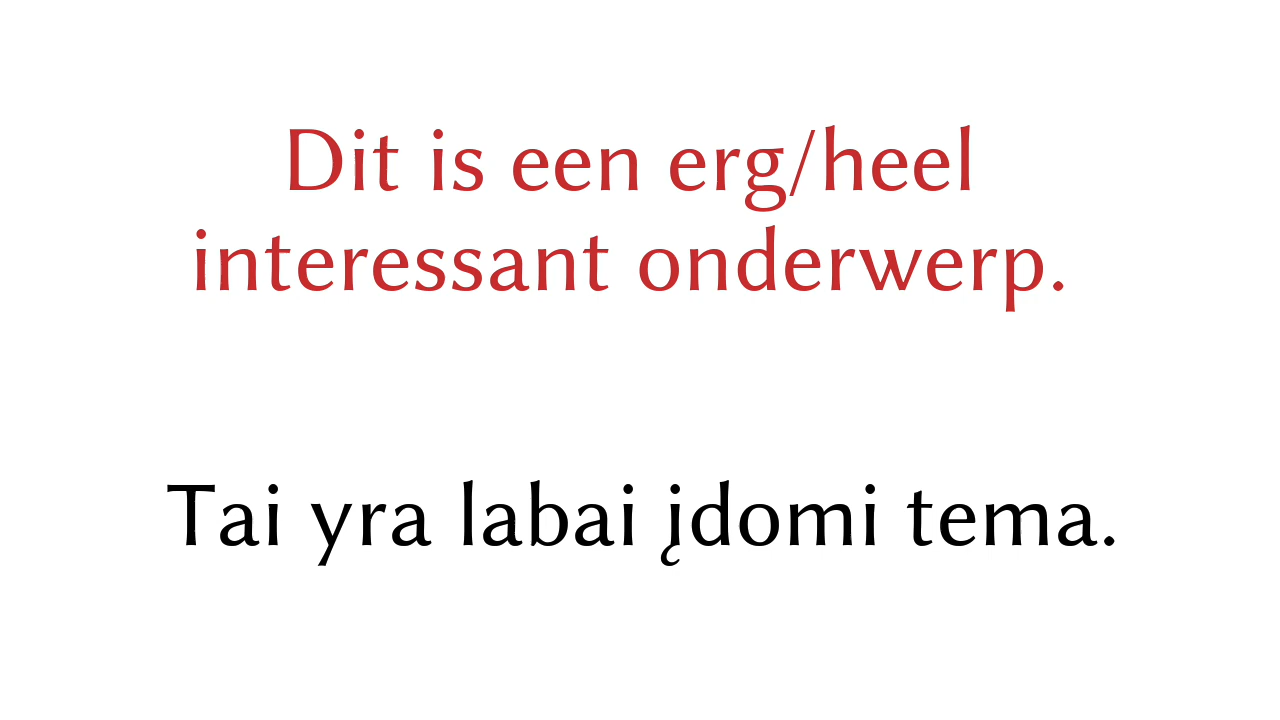 Dit is een erg/heel
interessant onderwerp.
Tai yra labai įdomi tema.